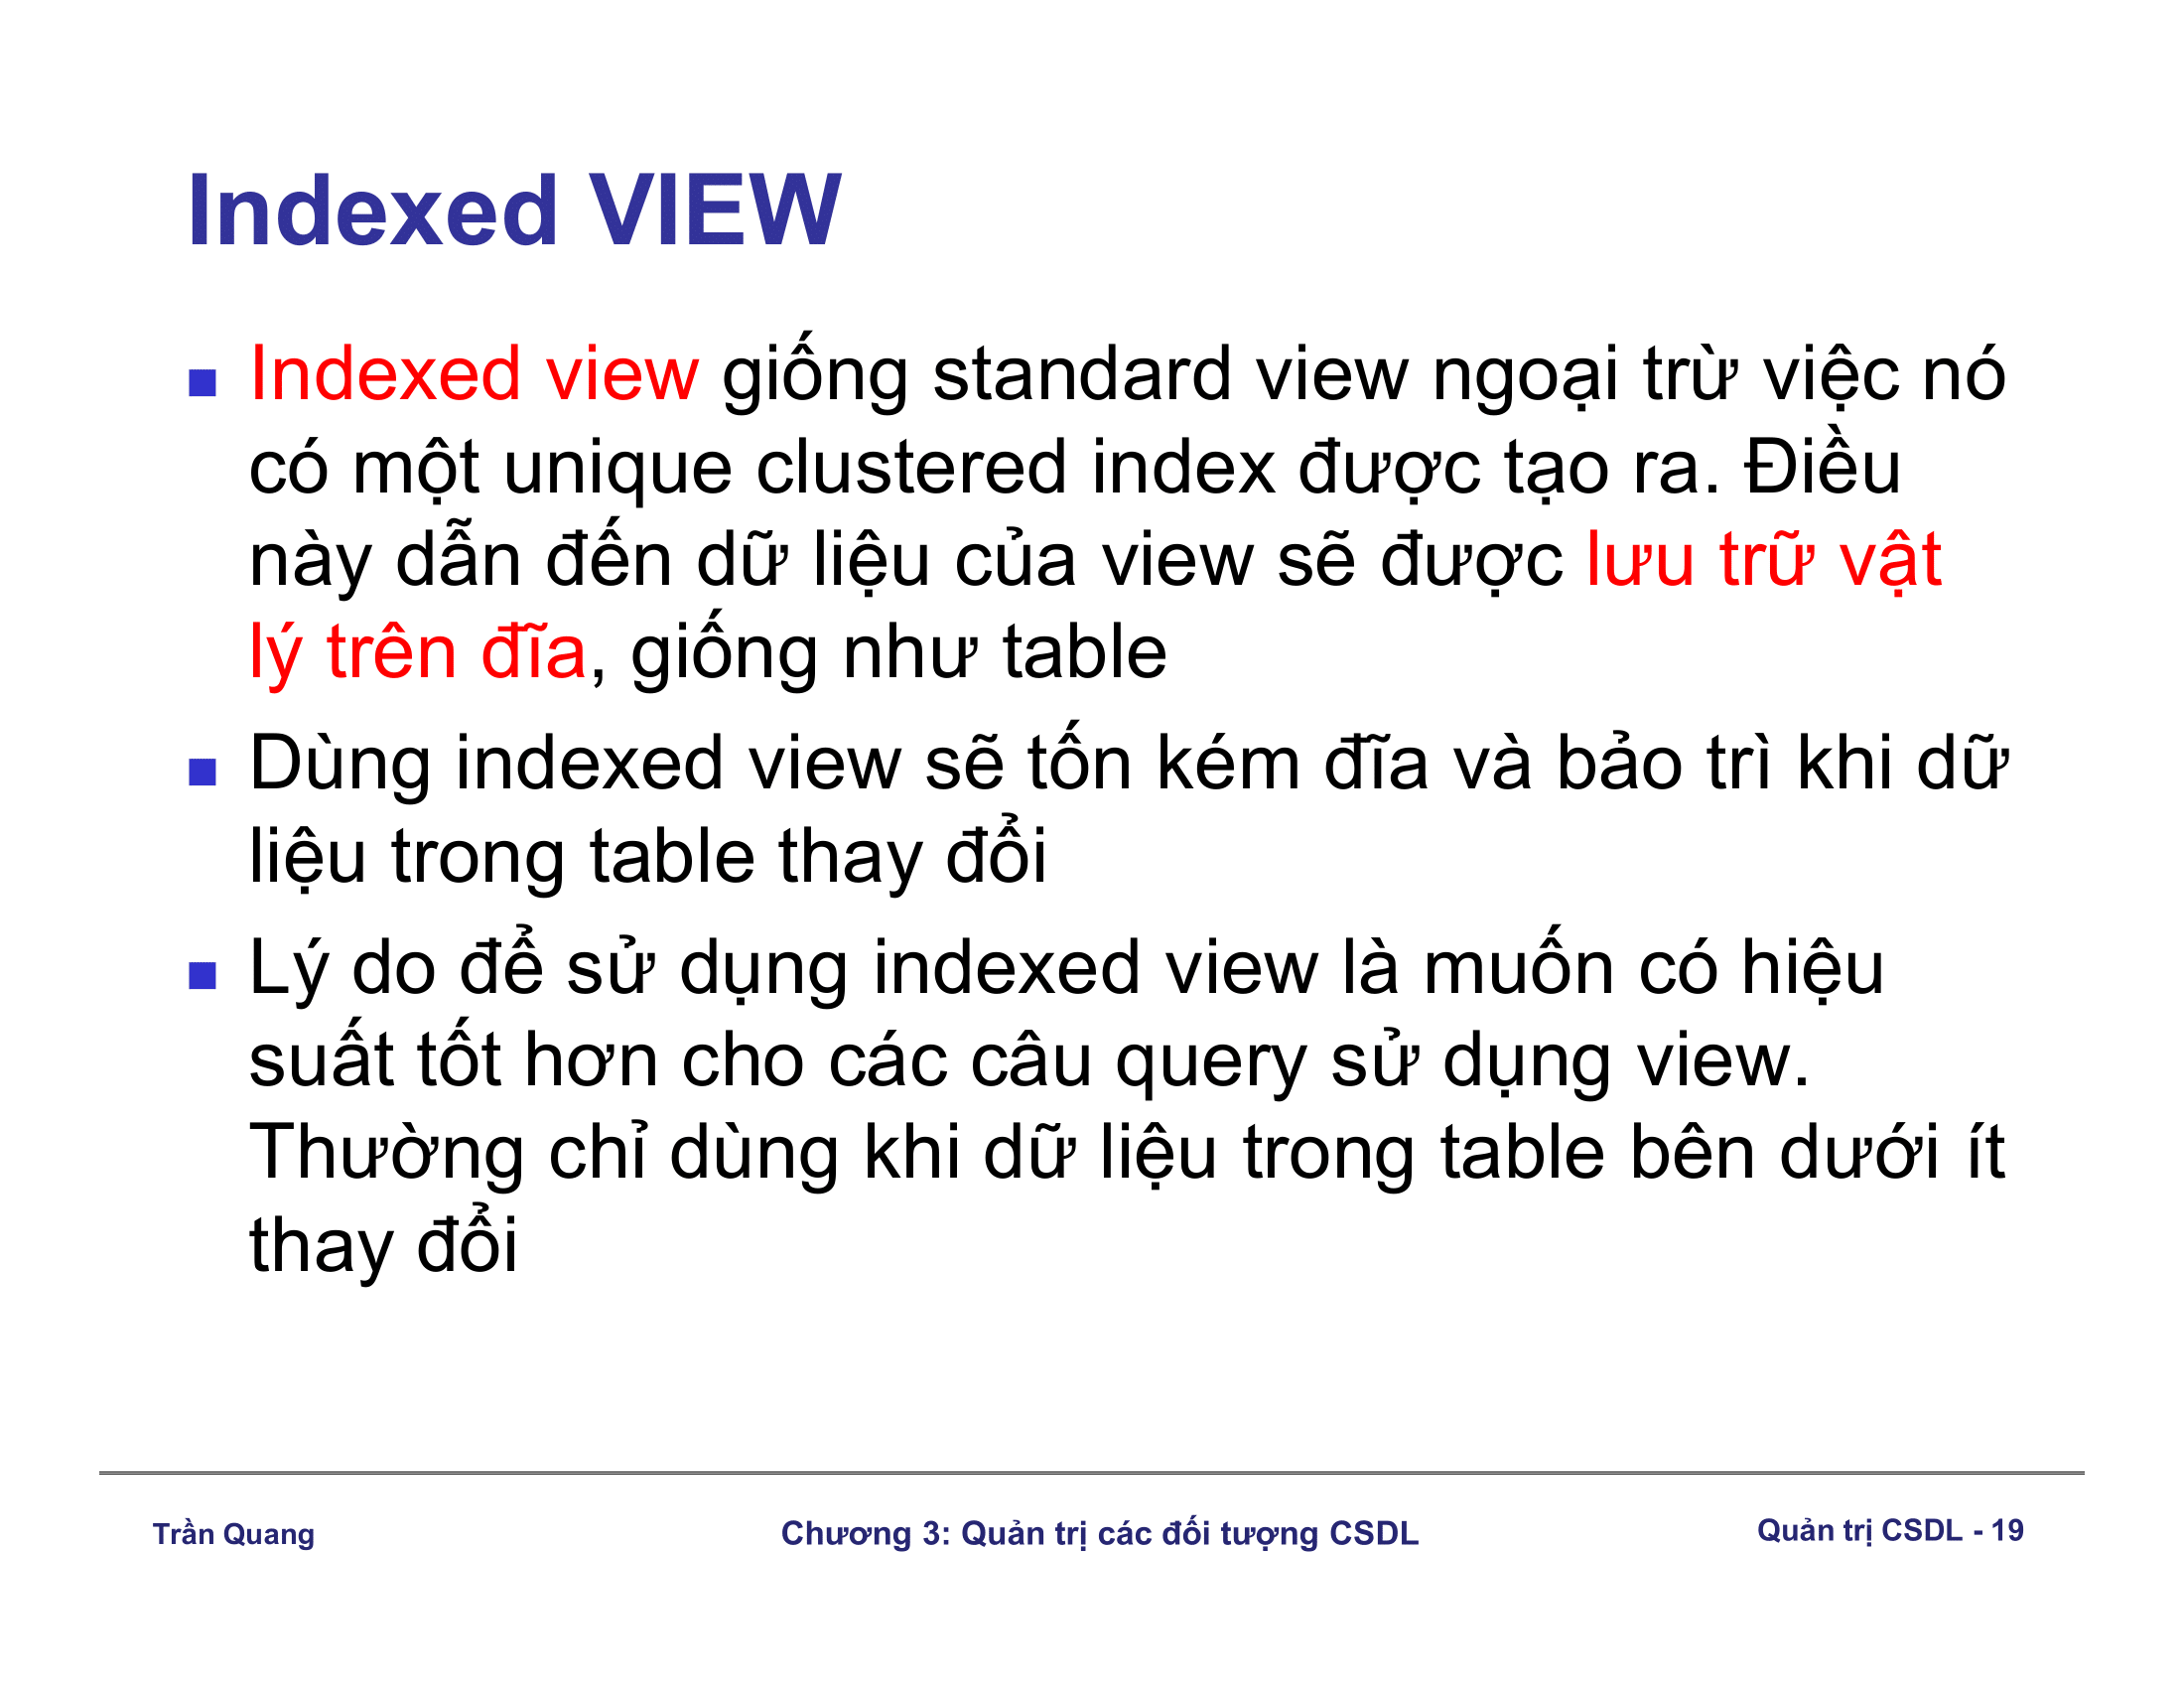 Indexed VIEW
Indexed view giống standard view ngoại trừ việc nó
có một unique clustered index được tạo ra. Điều
này dẫn đến dữ liệu của view sẽ được lưu trữ vật
lý trên đĩa, giống như table
Dùng indexed view sẽ tốn kém đĩa và bảo trì khi dữ
liệu trong table thay đổi
Lý do để sử dụng indexed view là muốn có hiệu
suất tốt hơn cho các câu query sử dụng view.
Thường chỉ dùng khi dữ liệu trong table bên dưới ít
thay đổi
Trần Quang
Chương 3: Quản trị các đối tượng CSDL
Quản trị CSDL - 19